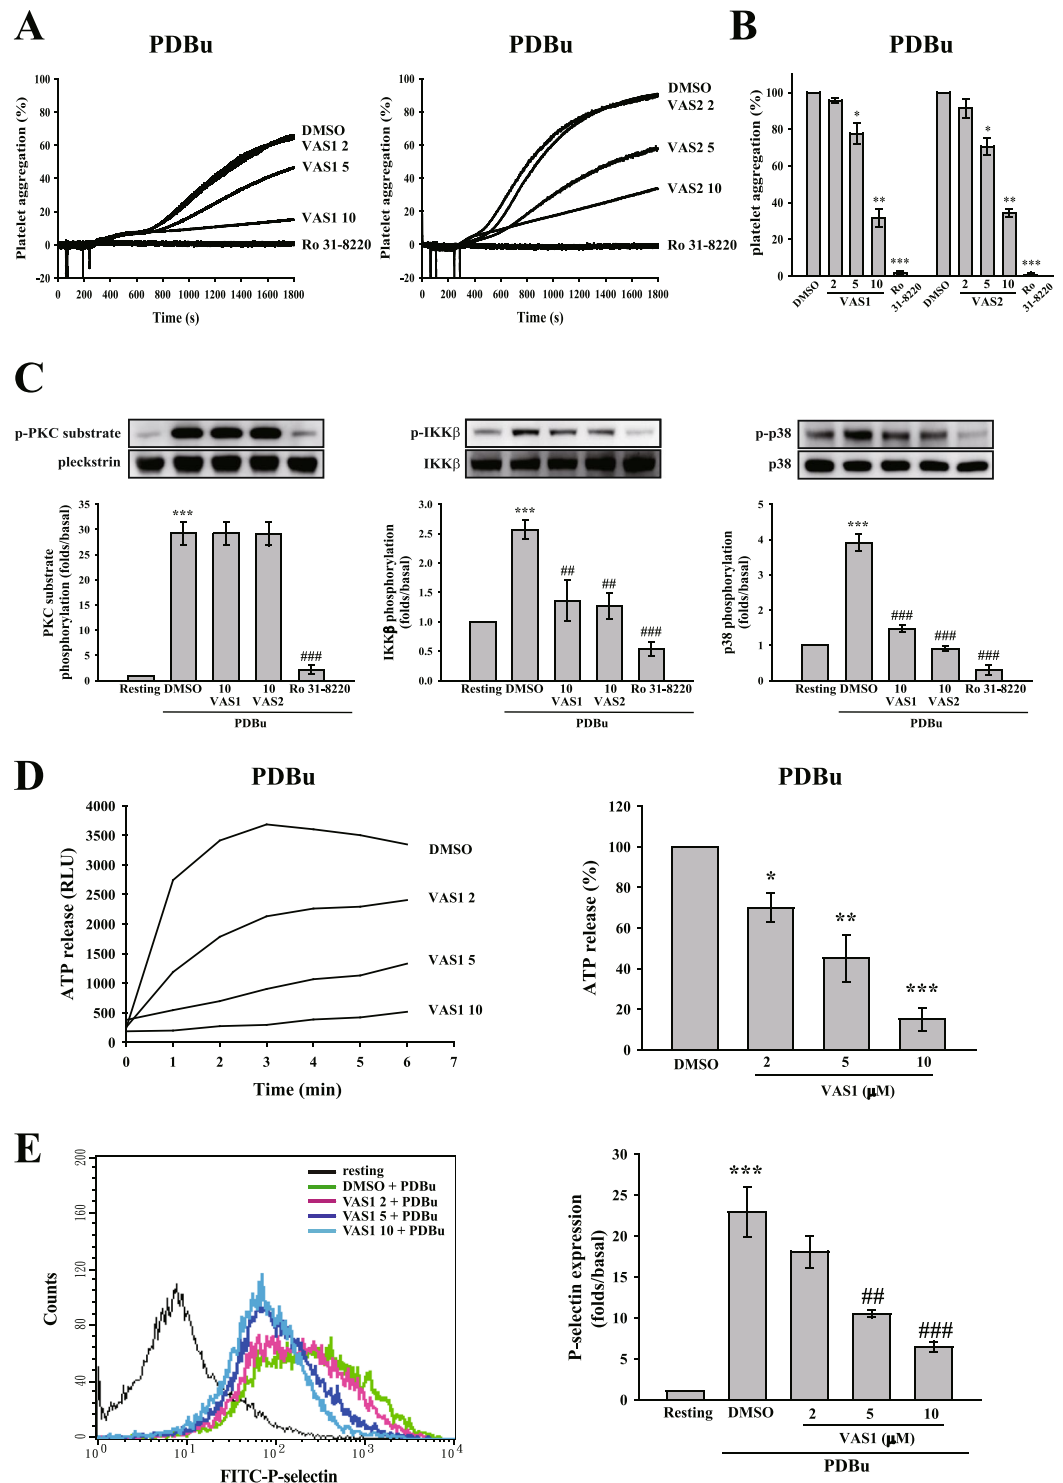 A
PDBu
PDBu
Platelet aggregation (%)
100
80
60
40
20
0
-20
0 200 400 600 800 1000 1200 1400 1600 1800
Time (s)
DMSO
VAS1 2
VAS1 5
VAS1 10
Ro 31-8220
Platelet aggregation (%)
100
80
60
40
20
0
-20
0 200 400 600 800 1000 1200 1400 1600 1800
Time (s)
DMSO
VAS2 2
VAS2 5
VAS2 10
Ro 31-8220
B
PDBu
platelet aggregation (%)
100
80
60
40
20
0
* ** *** * ** ***
DMSO 2 5 10 Ro 31-8220 DMSO 2 5 10 Ro 31-8220
VAS1 VAS2
C
p-PKC substrate
pleckstrin
PKC substrate
phosphorylation (folds/basal)
35
30
25
20
15
10
5
0
***
###
Resting DMSO 10 10 Ro 31-8220
VAS1 VAS2
PDBu
p-IKKβ
IKKβ
IKKβ phosphorylation
(folds/basal)
3.0
2.5
2.0
1.5
1.0
0.5
0.0
***
## ##
###
Resting DMSO 10 10 Ro 31-8220
VAS1 VAS2
PDBu
p-p38
p38
p38 phosphorylation
(folds/basal)
5
4
3
2
1
0
***
### ### ###
Resting DMSO 10 10 Ro 31-8220
VAS1 VAS2
PDBu
D
PDBu
ATP release (RLU)
4000
3500
3000
2500
2000
1500
1000
500
0
0 1 2 3 4 5 6 7
Time (min)
DMSO
VAS1 2
VAS1 5
VAS1 10
PDBu
ATP release (%)
120
100
80
60
40
20
0
* ** ***
DMSO 2 5 10
VAS1 (μM)
E
Counts
200
160
120
80
40
0
10^0 10^1 10^2 10^3 10^4
FITC-P-selectin
resting
DMSO + PDBu
VAS1 2 + PDBu
VAS1 5 + PDBu
VAS1 10 + PDBu
P-selectin expression
(folds/basal)
30
25
20
15
10
5
0
***
##
###
Resting DMSO 2 5 10
VAS1 (μM)
PDBu